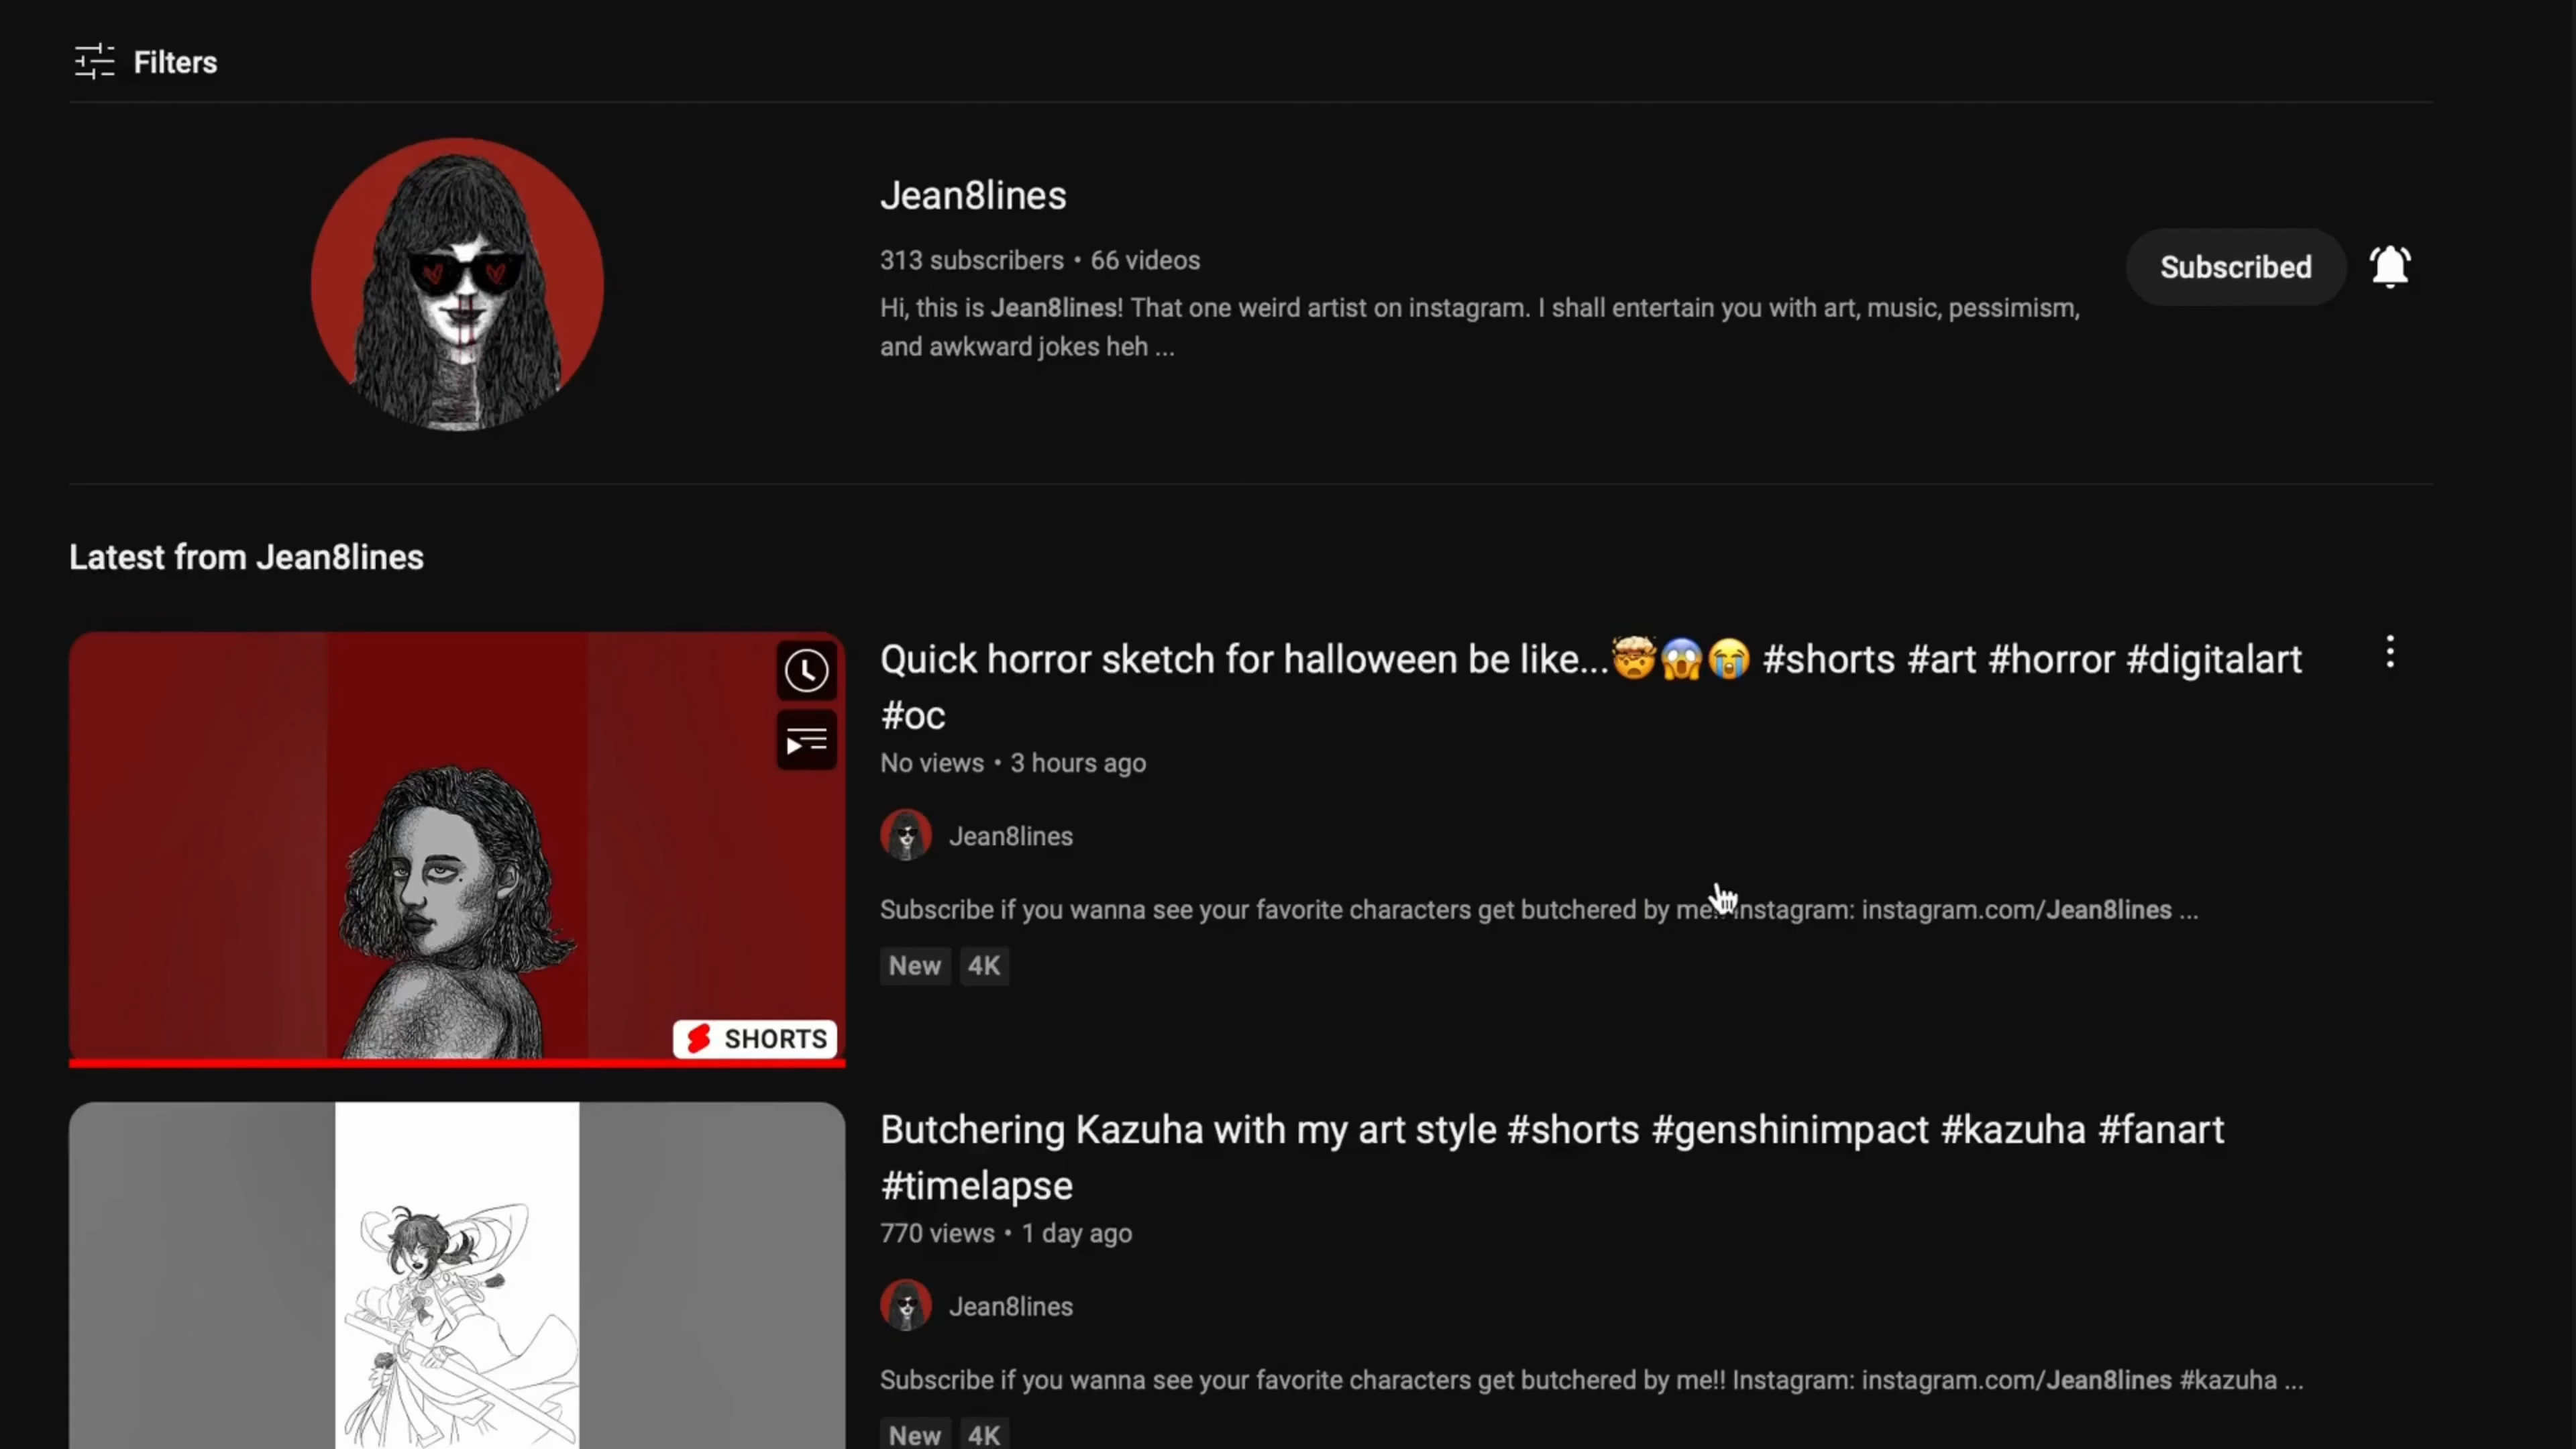 Filters
Jean8lines
313 subscribers • 66 videos
Hi, this is Jean8lines! That one weird artist on instagram. I shall entertain you with art, music, pessimism,
and awkward jokes heh ...
Subscribed
Latest from Jean8lines
Quick horror sketch for halloween be like...🤯😱😭 #shorts #art #horror #digitalart
#oc
No views • 3 hours ago
Jean8lines
Subscribe if you wanna see your favorite characters get butchered by me!! Instagram: instagram.com/Jean8lines ...
New 4K
SHORTS
Butchering Kazuha with my art style #shorts #genshinimpact #kazuha #fanart
#timelapse
770 views • 1 day ago
Jean8lines
Subscribe if you wanna see your favorite characters get butchered by me!! Instagram: instagram.com/Jean8lines #kazuha ...
New 4K